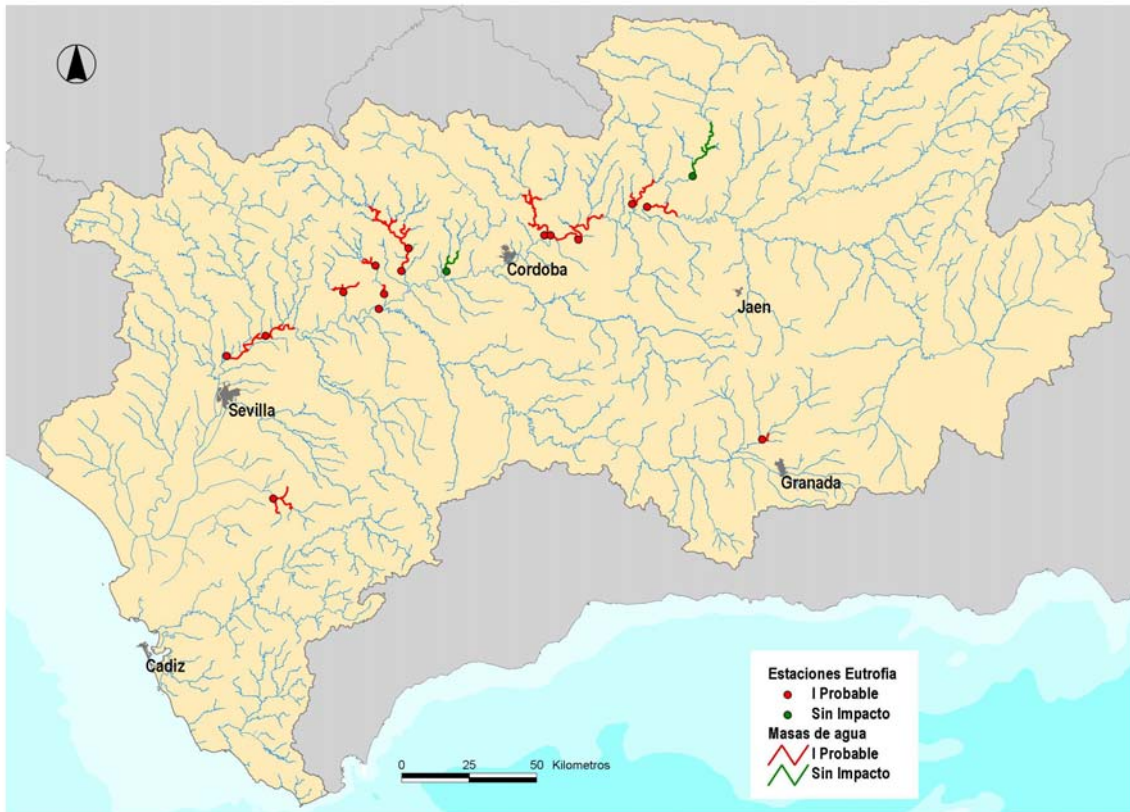 Cordoba
Jaen
Sevilla
Granada
Cadiz
Estaciones Eutrofia
I Probable
Sin Impacto
Masas de agua
I Probable
Sin Impacto
0 25 50 Kilometros